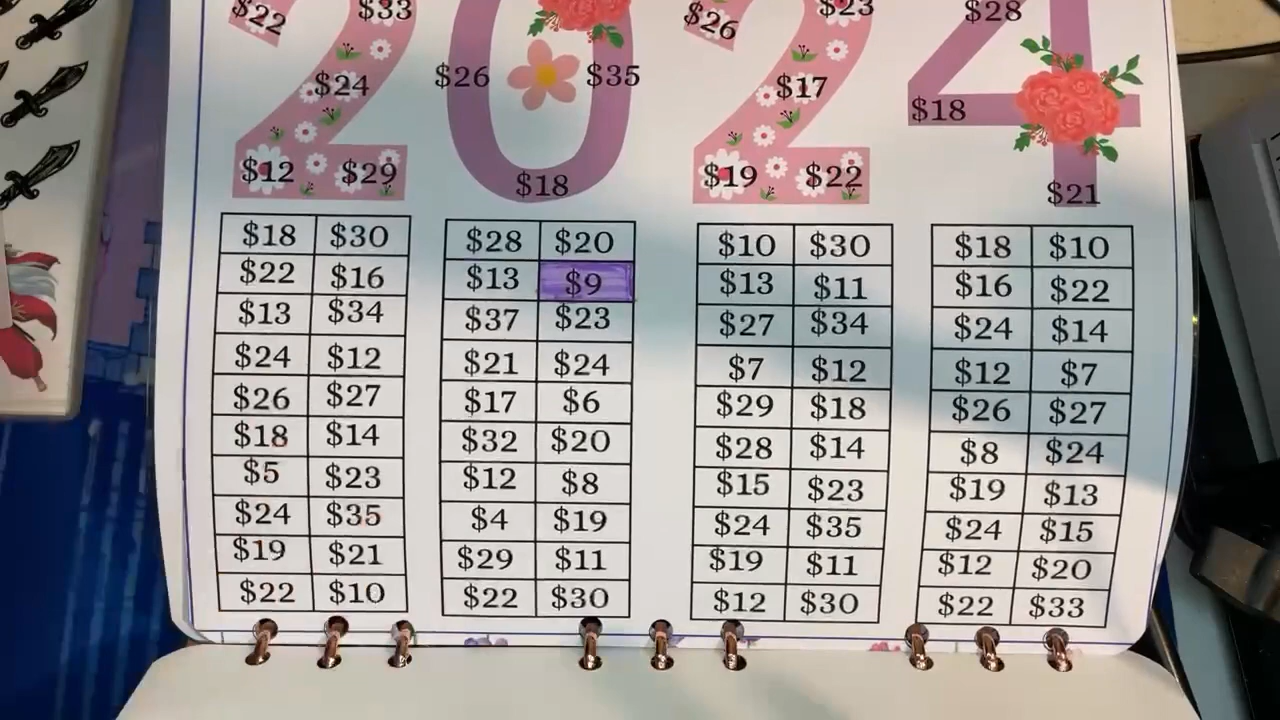 $22 $33 $26 $23 $28
$24 $26 $35 $17 $18
$12 $29 $18 $19 $22 $21
$18 $30 $28 $20 $10 $30 $18 $10
$22 $16 $13 $9 $13 $11 $16 $22
$13 $34 $37 $23 $27 $34 $24 $14
$24 $12 $21 $24 $7 $12 $12 $7
$26 $27 $17 $6 $29 $18 $26 $27
$18 $14 $32 $20 $28 $14 $8 $24
$5 $23 $12 $8 $15 $23 $19 $13
$24 $35 $4 $19 $24 $35 $24 $15
$19 $21 $29 $11 $19 $11 $12 $20
$22 $10 $22 $30 $12 $30 $22 $33